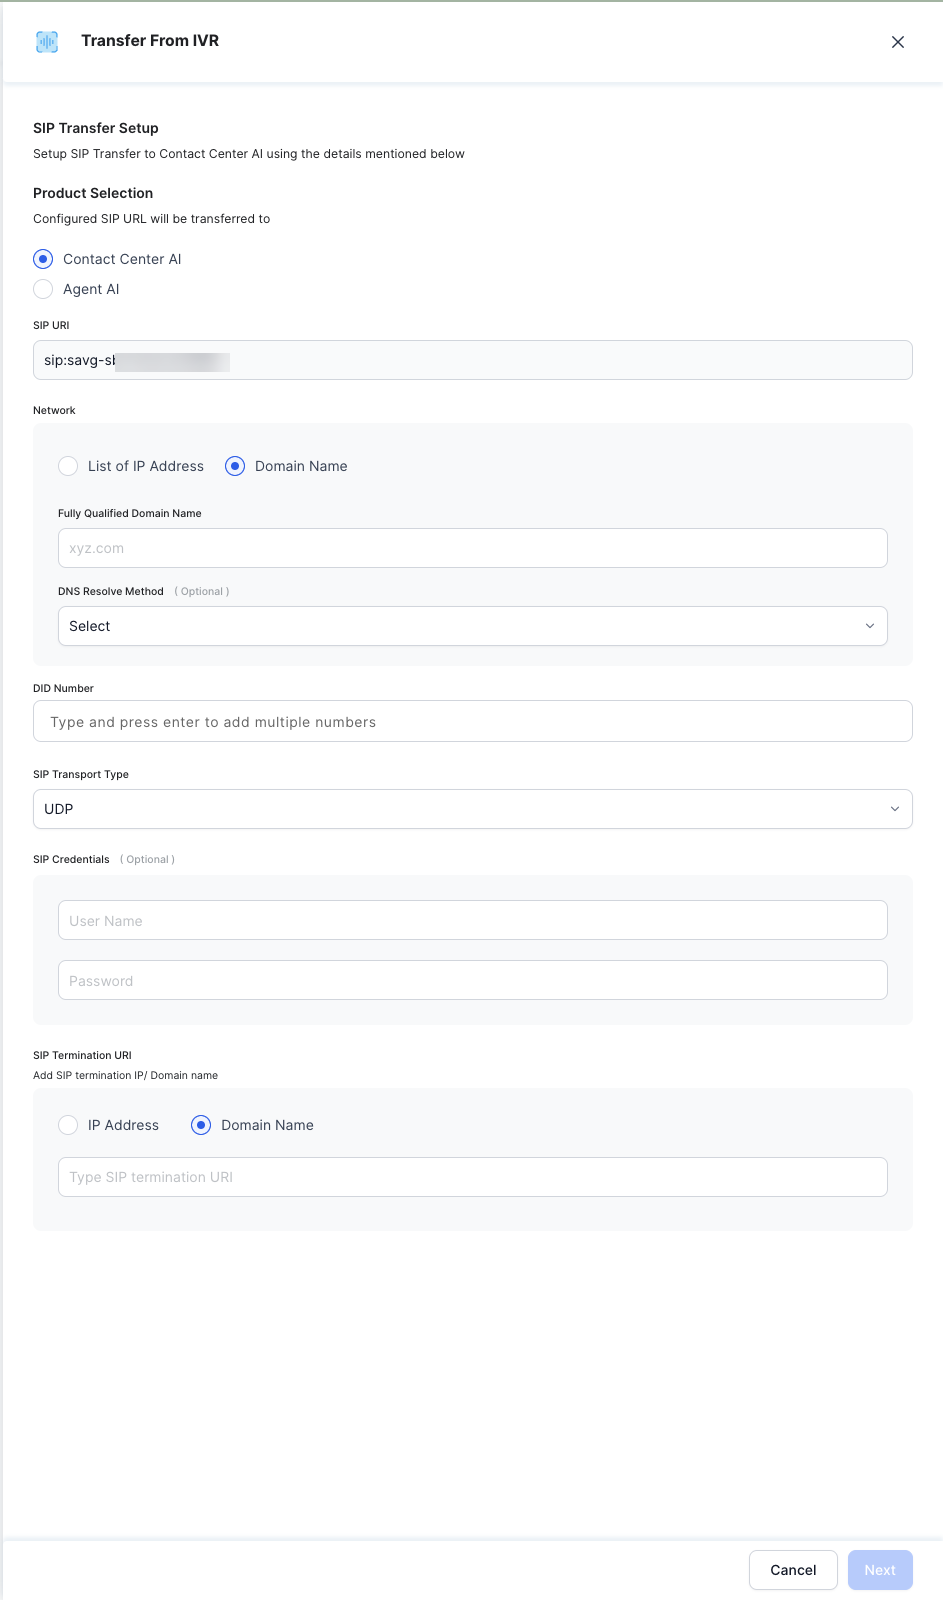 Transfer From IVR
SIP Transfer Setup
Setup SIP Transfer to Contact Center AI using the details mentioned below
Product Selection
Configured SIP URL will be transferred to
Contact Center AI
Agent AI
SIP URI
sip:savg-sb
Network
List of IP Address
Domain Name
Fully Qualified Domain Name
xyz.com
DNS Resolve Method ( Optional )
Select
DID Number
Type and press enter to add multiple numbers
SIP Transport Type
UDP
SIP Credentials ( Optional )
User Name
Password
SIP Termination URI
Add SIP termination IP/ Domain name
IP Address
Domain Name
Type SIP termination URI
Cancel
Next